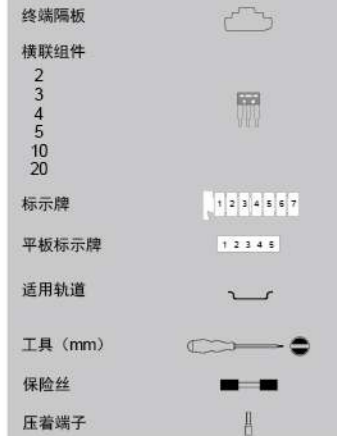 终端隔板
横联组件
2
3
4
5
10
20
标示牌
1 2 3 4 5 6 7
平板标示牌
1 2 3 4 5
适用轨道
工具（mm）
保险丝
压着端子